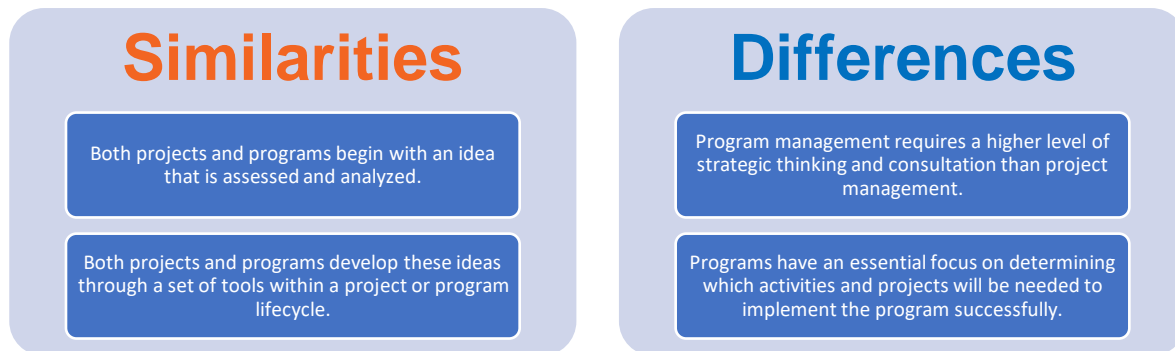 Similarities
Both projects and programs begin with an idea
that is assessed and analyzed.
Both projects and programs develop these ideas
through a set of tools within a project or program
lifecycle.
Differences
Program management requires a higher level of
strategic thinking and consultation than project
management.
Programs have an essential focus on determining
which activities and projects will be needed to
implement the program successfully.